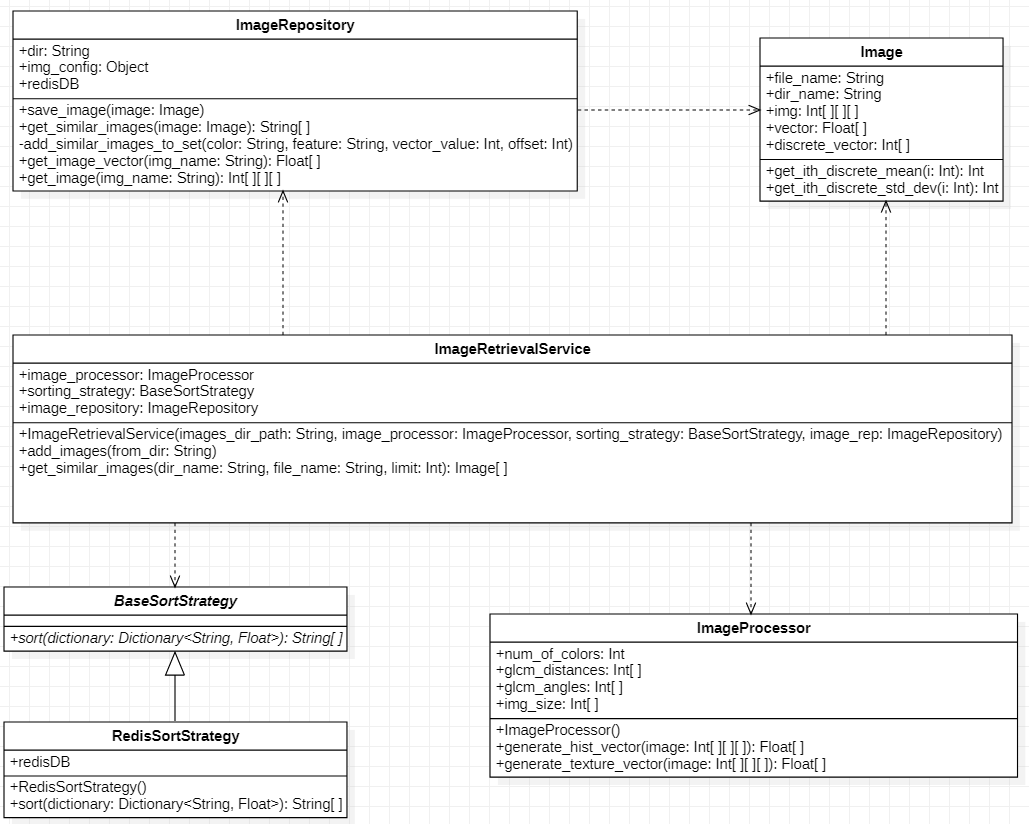 ImageRepository
+dir: String
+img_config: Object
+redisDB
+save_image(image: Image)
+get_similar_images(image: Image): String[ ]
-add_similar_images_to_set(color: String, feature: String, vector_value: Int, offset: Int)
+get_image_vector(img_name: String): Float[ ]
+get_image(img_name: String): Int[ ][ ][ ]
Image
+file_name: String
+dir_name: String
+img: Int[ ][ ][ ]
+vector: Float[ ]
+discrete_vector: Int[ ]
+get_ith_discrete_mean(i: Int): Int
+get_ith_discrete_std_dev(i: Int): Int
ImageRetrievalService
+image_processor: ImageProcessor
+sorting_strategy: BaseSortStrategy
+image_repository: ImageRepository
+ImageRetrievalService(images_dir_path: String, image_processor: ImageProcessor, sorting_strategy: BaseSortStrategy, image_rep: ImageRepository)
+add_images(from_dir: String)
+get_similar_images(dir_name: String, file_name: String, limit: Int): Image[ ]
BaseSortStrategy
+sort(dictionary: Dictionary<String, Float>): String[ ]
RedisSortStrategy
+redisDB
+RedisSortStrategy()
+sort(dictionary: Dictionary<String, Float>): String[ ]
ImageProcessor
+num_of_colors: Int
+glcm_distances: Int[ ]
+glcm_angles: Int[ ]
+img_size: Int[ ]
+ImageProcessor()
+generate_hist_vector(image: Int[ ][ ][ ]): Float[ ]
+generate_texture_vector(image: Int[ ][ ][ ]): Float[ ]